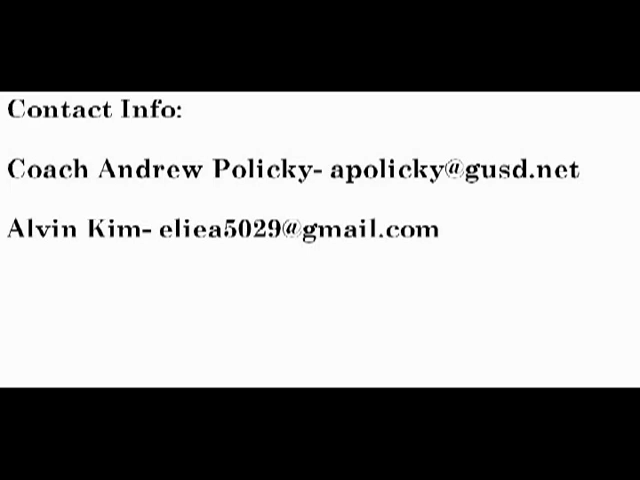 Contact Info:
Coach Andrew Policky- apolicky@gusd.net
Alvin Kim- eliea5029@gmail.com